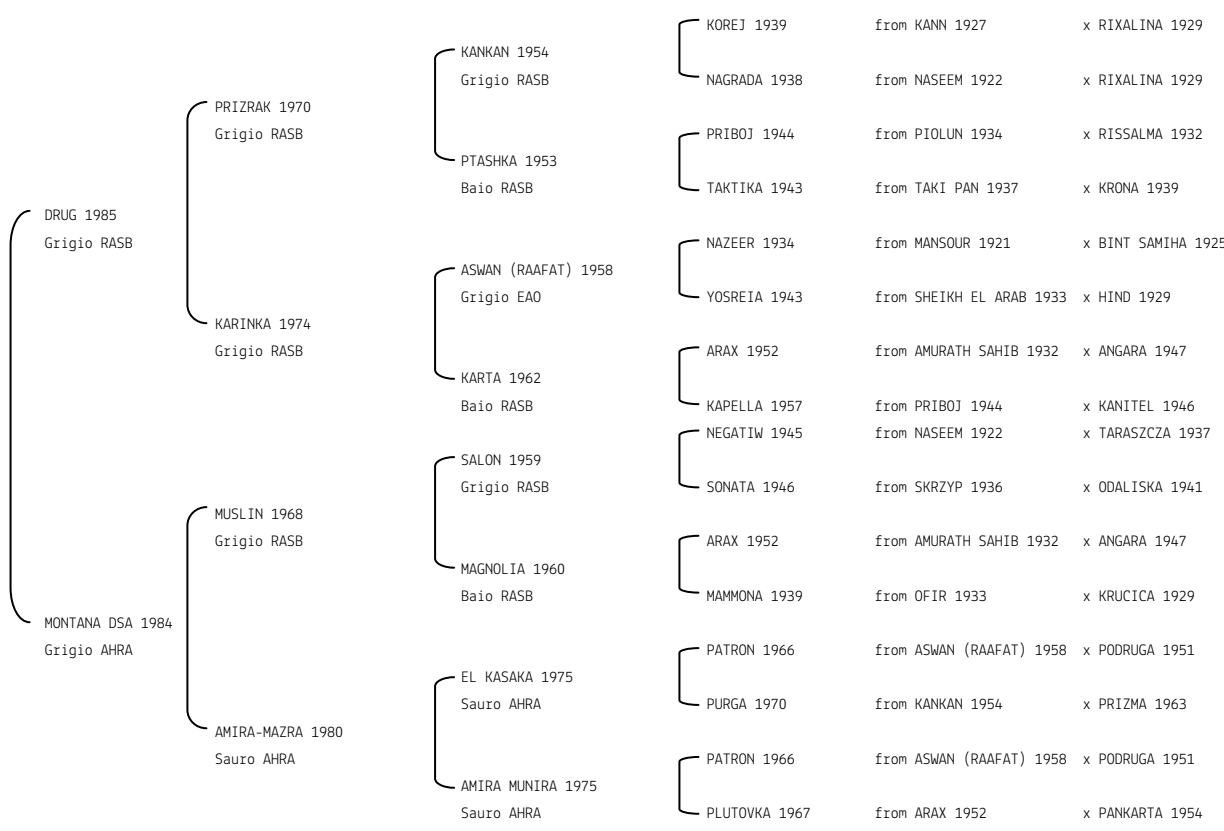 KOREJ 1939 from KANN 1927 x RIXALINA 1929
KANKAN 1954
Grigio RASB
NAGRADA 1938 from NASEEM 1922 x RIXALINA 1929
PRIZRAK 1970
Grigio RASB
PRIBOJ 1944 from PIOLUN 1934 x RISSALMA 1932
PTASHKA 1953
Baio RASB
TAKTIKA 1943 from TAKI PAN 1937 x KRONA 1939
DRUG 1985
Grigio RASB
NAZEER 1934 from MANSOUR 1921 x BINT SAMIHA 1925
ASWAN (RAAFAT) 1958
Grigio EAO
YOSREIA 1943 from SHEIKH EL ARAB 1933 x HIND 1929
KARINKA 1974
Grigio RASB
ARAX 1952 from AMURATH SAHIB 1932 x ANGARA 1947
KARTA 1962
Baio RASB
KAPELLA 1957 from PRIBOJ 1944 x KANITEL 1946
NEGATIW 1945 from NASEEM 1922 x TARASZCZA 1937
SALON 1959
Grigio RASB
SONATA 1946 from SKRZYP 1936 x ODALISKA 1941
MUSLIN 1968
Grigio RASB
ARAX 1952 from AMURATH SAHIB 1932 x ANGARA 1947
MAGNOLIA 1960
Baio RASB
MAMMONA 1939 from OFIR 1933 x KRUCICA 1929
MONTANA DSA 1984
Grigio AHRA
PATRON 1966 from ASWAN (RAAFAT) 1958 x PODRUGA 1951
EL KASAKA 1975
Sauro AHRA
PURGA 1970 from KANKAN 1954 x PRIZMA 1963
AMIRA-MAZRA 1980
Sauro AHRA
PATRON 1966 from ASWAN (RAAFAT) 1958 x PODRUGA 1951
AMIRA MUNIRA 1975
Sauro AHRA
PLUTOVKA 1967 from ARAX 1952 x PANKARTA 1954